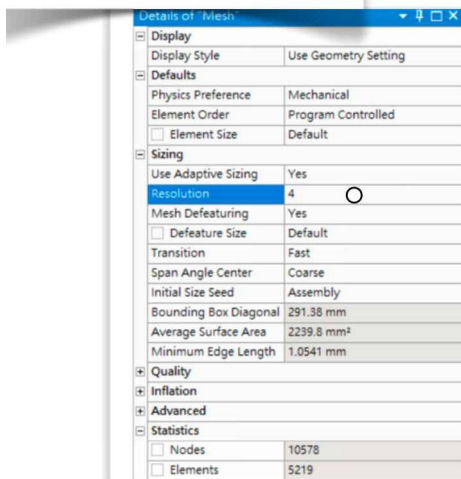 Details of "Mesh"
Display
Display Style Use Geometry Setting
Defaults
Physics Preference Mechanical
Element Order Program Controlled
Element Size Default
Sizing
Use Adaptive Sizing Yes
Resolution 4
Mesh Defeaturing Yes
Defeature Size Default
Transition Fast
Span Angle Center Coarse
Initial Size Seed Assembly
Bounding Box Diagonal 291.38 mm
Average Surface Area 2239.8 mm²
Minimum Edge Length 1.0541 mm
Quality
Inflation
Advanced
Statistics
Nodes 10578
Elements 5219